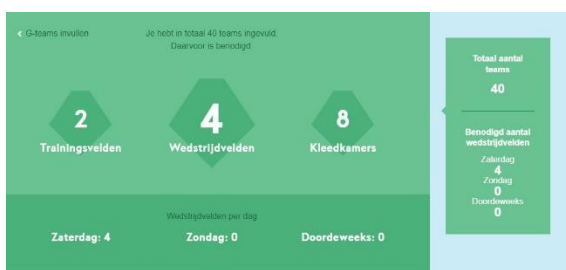 G-teams invullen
Je hebt in totaal 40 teams ingevuld.
Daarvoor is benodigd
2
Trainingsvelden
4
Wedstrijdvelden
8
Kleedkamers
Wedstrijdvelden per dag
Zaterdag: 4
Zondag: 0
Doordeweeks: 0
Totaal aantal
teams
40
Benodigd aantal
wedstrijdvelden
Zaterdag
4
Zondag
0
Doordeweeks
0